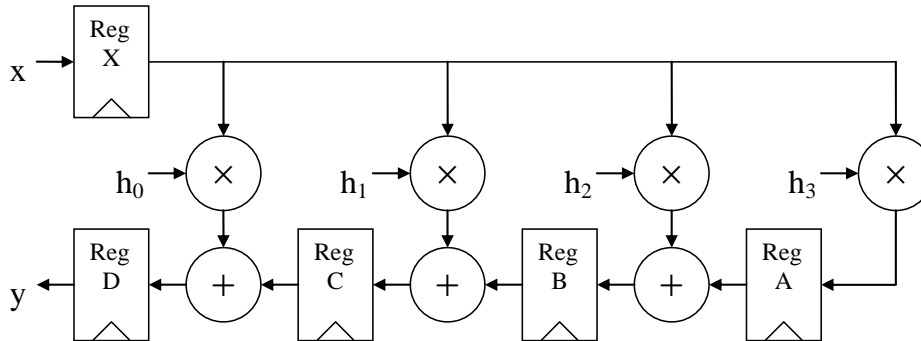 Reg
X
x
×
×
×
×
h₀
h₁
h₂
h₃
Reg
D
Reg
C
Reg
B
Reg
A
y
+
+
+